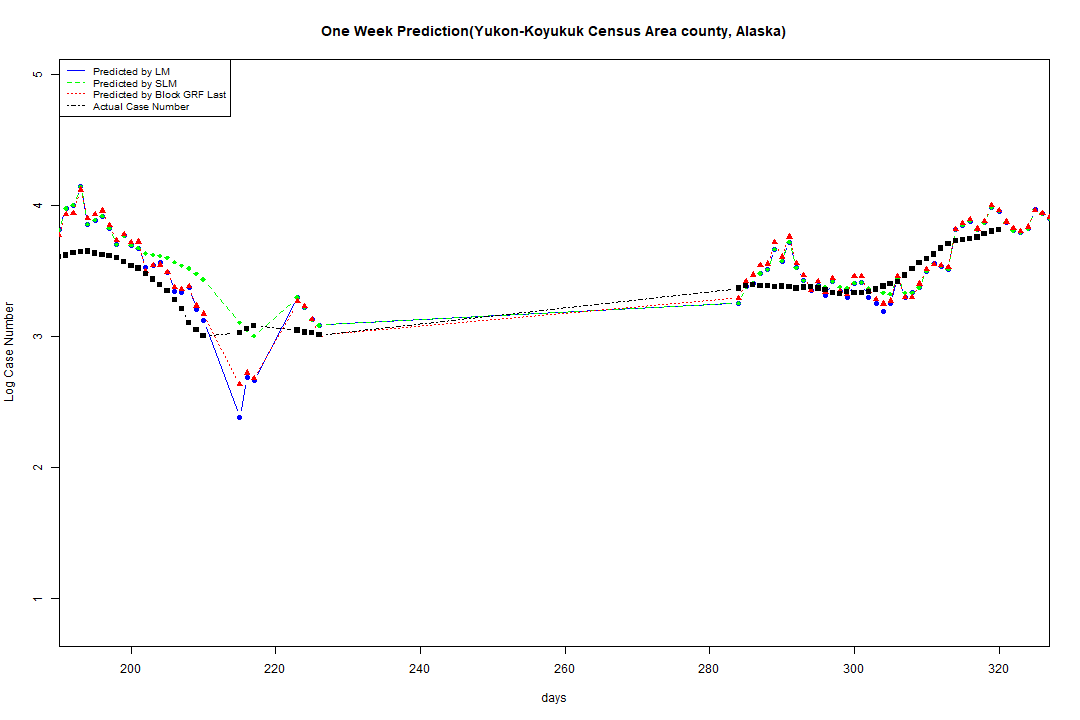 One Week Prediction(Yukon-Koyukuk Census Area county, Alaska)
Predicted by LM
Predicted by SLM
Predicted by Block GRF Last
Actual Case Number
5
4
3
2
1
Log Case Number
200 220 240 260 280 300 320
days